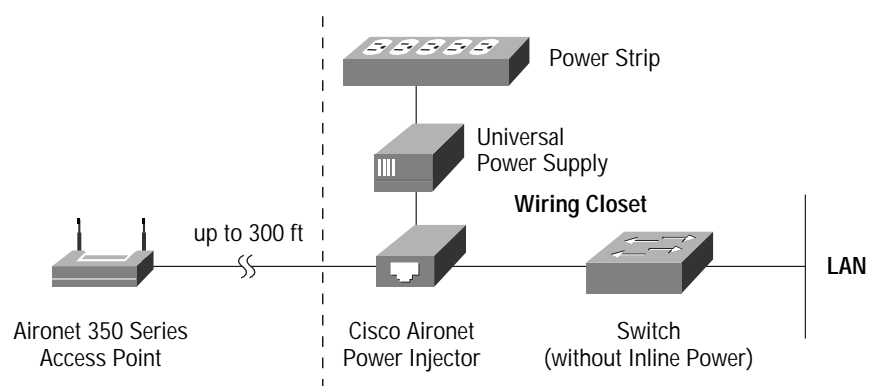 Power Strip
Universal
Power Supply
Wiring Closet
up to 300 ft
LAN
Aironet 350 Series
Access Point
Cisco Aironet
Power Injector
Switch
(without Inline Power)